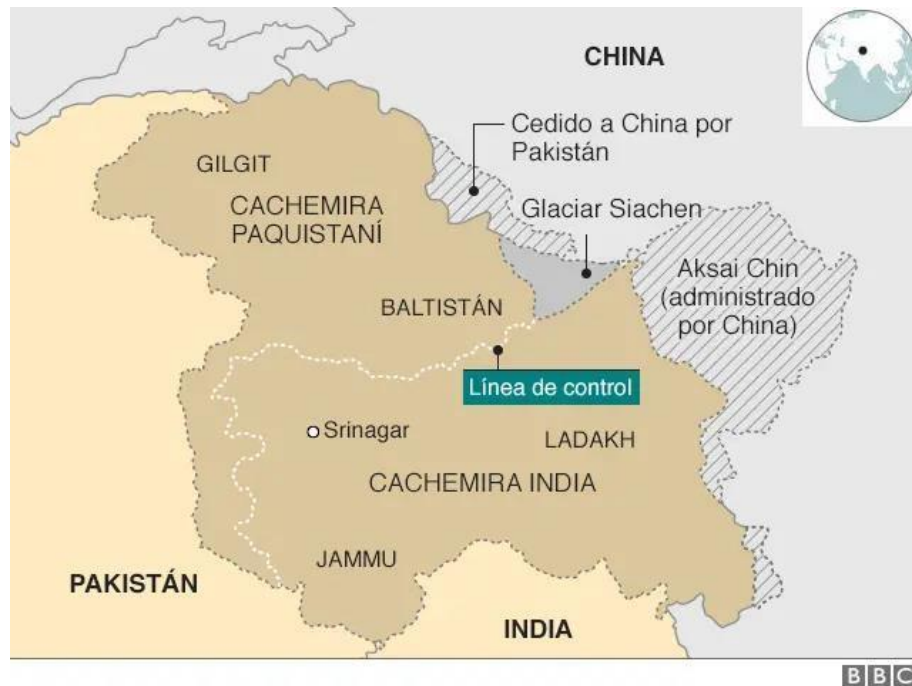 CHINA
Cedido a China por
Pakistán
GILGIT
CACHEMIRA
PAQUISTANÍ
Glaciar Siachen
Aksai Chin
(administrado
por China)
BALTISTÁN
Línea de control
Srinagar
LADAKH
CACHEMIRA INDIA
JAMMU
PAKISTÁN
INDIA
BBC